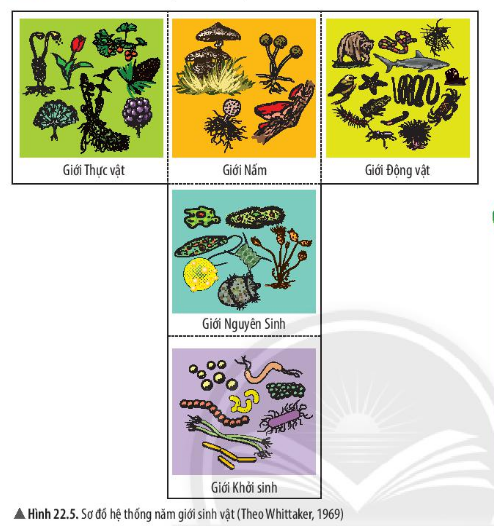 Giới Thực vật
Giới Nấm
Giới Động vật
Giới Nguyên Sinh
Giới Khởi sinh
▲ Hình 22.5. Sơ đồ hệ thống năm giới sinh vật (Theo Whittaker, 1969)